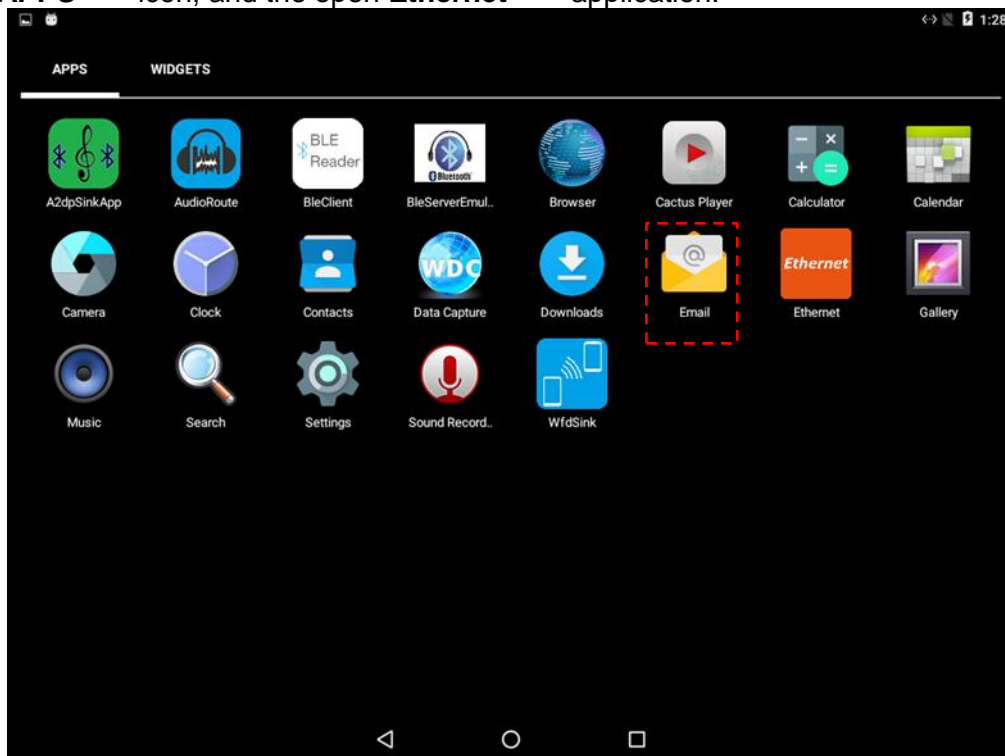 APPS icon, and the open Ethernet application.
1:28
APPS WIDGETS
BLE
Reader
Bluetooth
A2dpSinkApp AudioRoute BleClient BleServerEmul.. Browser Cactus Player Calculator Calendar
WDC
@
Ethernet
Camera Clock Contacts Data Capture Downloads Email Ethernet Gallery
Music Search Settings Sound Record.. WfdSink